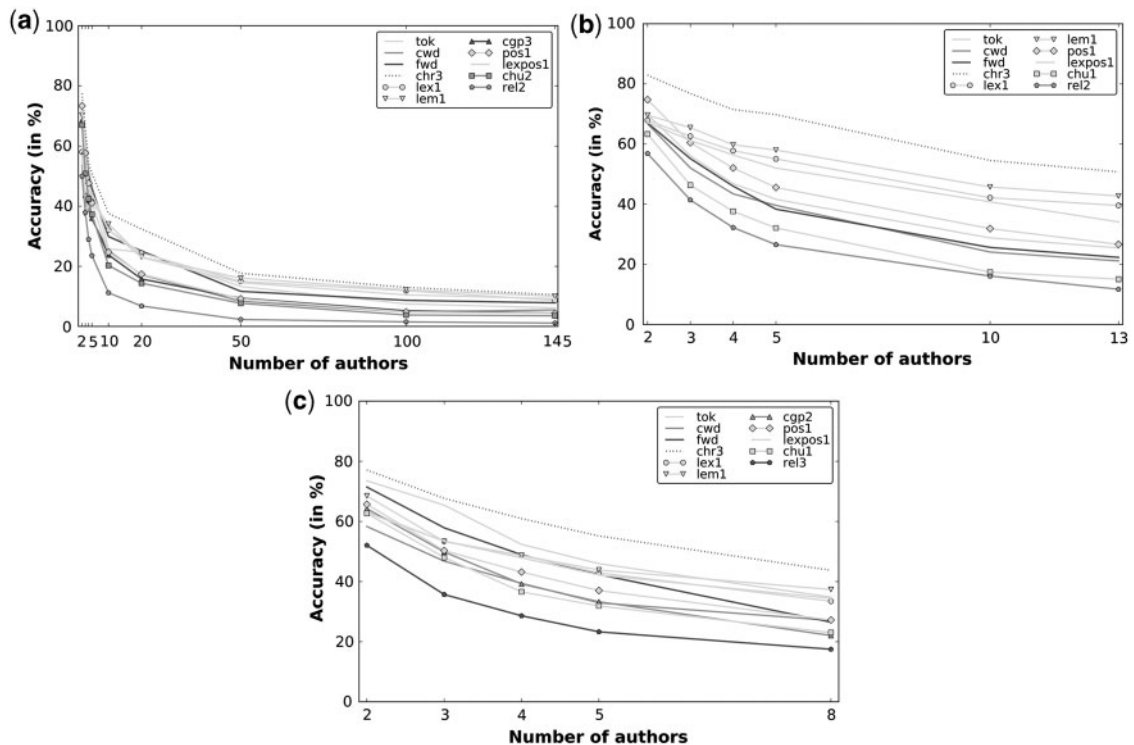 (a)
100
80
60
40
20
0
Accuracy (in %)
tok
cwd
fwd
chr3
lex1
lem1
cgp3
pos1
lexpos1
chu2
rel2
2 5 10 20 50 100 145
Number of authors
(b)
100
80
60
40
20
0
Accuracy (in %)
tok
cwd
fwd
chr3
lex1
lem1
pos1
lexpos1
chu1
rel2
2 3 4 5 10 13
Number of authors
(c)
100
80
60
40
20
0
Accuracy (in %)
tok
cwd
fwd
chr3
lex1
lem1
cgp2
pos1
lexpos1
chu1
rel3
2 3 4 5 8
Number of authors